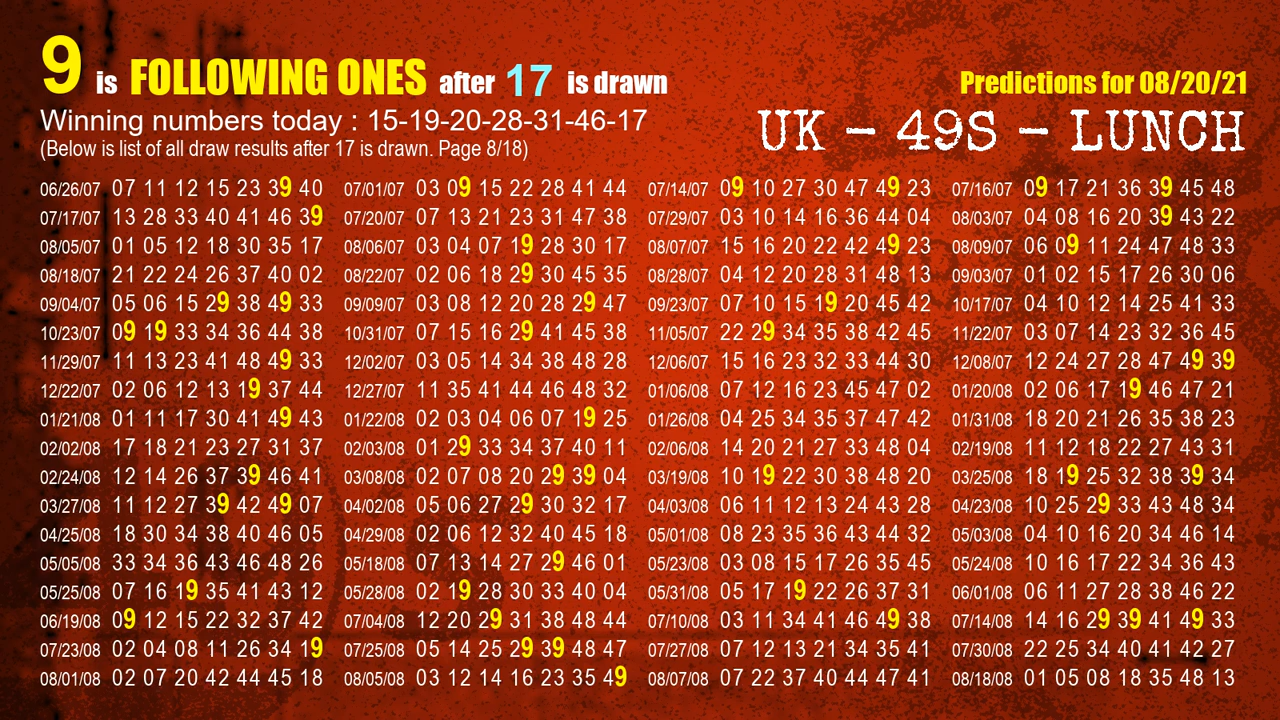 9 is FOLLOWING ONES after 17 is drawn
Predictions for 08/20/21
Winning numbers today : 15-19-20-28-31-46-17
UK - 49S - LUNCH
(Below is list of all draw results after 17 is drawn. Page 8/18)
06/26/07 07 11 12 15 23 39 40 07/01/07 03 09 15 22 28 41 44 07/14/07 09 10 27 30 47 49 23 07/16/07 09 17 21 36 39 45 48
07/17/07 13 28 33 40 41 46 39 07/20/07 07 13 21 23 31 47 38 07/29/07 03 10 14 16 36 44 04 08/03/07 04 08 16 20 39 43 22
08/05/07 01 05 12 18 30 35 17 08/06/07 03 04 07 19 28 30 17 08/07/07 15 16 20 22 42 49 23 08/09/07 06 09 11 24 47 48 33
08/18/07 21 22 24 26 37 40 02 08/22/07 02 06 18 29 30 45 35 08/28/07 04 12 20 28 31 48 13 09/03/07 01 02 15 17 26 30 06
09/04/07 05 06 15 29 38 49 33 09/09/07 03 08 12 20 28 29 47 09/23/07 07 10 15 19 20 45 42 10/17/07 04 10 12 14 25 41 33
10/23/07 09 19 33 34 36 44 38 10/31/07 07 15 16 29 41 45 38 11/05/07 22 29 34 35 38 42 45 11/22/07 03 07 14 23 32 36 45
11/29/07 11 13 23 41 48 49 33 12/02/07 03 05 14 34 38 48 28 12/06/07 15 16 23 32 33 44 30 12/08/07 12 24 27 28 47 49 39
12/22/07 02 06 12 13 19 37 44 12/27/07 11 35 41 44 46 48 32 01/06/08 07 12 16 23 45 47 02 01/20/08 02 06 17 19 46 47 21
01/21/08 01 11 17 30 41 49 43 01/22/08 02 03 04 06 07 19 25 01/26/08 04 25 34 35 37 47 42 01/31/08 18 20 21 26 35 38 23
02/02/08 17 18 21 23 27 31 37 02/03/08 01 29 33 34 37 40 11 02/06/08 14 20 21 27 33 48 04 02/19/08 11 12 18 22 27 43 31
02/24/08 12 14 26 37 39 46 41 03/08/08 02 07 08 20 29 39 04 03/19/08 10 19 22 30 38 48 20 03/25/08 18 19 25 32 38 39 34
03/27/08 11 12 27 39 42 49 07 04/02/08 05 06 27 29 30 32 17 04/03/08 06 11 12 13 24 43 28 04/23/08 10 25 29 33 43 48 34
04/25/08 18 30 34 38 40 46 05 04/29/08 02 06 12 32 40 45 18 05/01/08 08 23 35 36 43 44 32 05/03/08 04 10 16 20 34 46 14
05/05/08 33 34 36 43 46 48 26 05/18/08 07 13 14 27 29 46 01 05/23/08 03 08 15 17 26 35 45 05/24/08 10 16 17 22 34 36 43
05/25/08 07 16 19 35 41 43 12 05/28/08 02 19 28 30 33 40 04 05/31/08 05 17 19 22 26 37 31 06/01/08 06 11 27 28 38 46 22
06/19/08 09 12 15 22 32 37 42 07/04/08 12 20 29 31 38 48 44 07/10/08 03 11 34 41 46 49 38 07/14/08 14 16 29 39 41 49 33
07/23/08 02 04 08 11 26 34 19 07/25/08 05 14 25 29 39 48 47 07/27/08 07 12 13 21 34 35 41 07/30/08 22 25 34 40 41 42 27
08/01/08 02 07 20 42 44 45 18 08/05/08 03 12 14 16 23 35 49 08/07/08 07 22 37 40 44 47 41 08/18/08 01 05 08 18 35 48 13